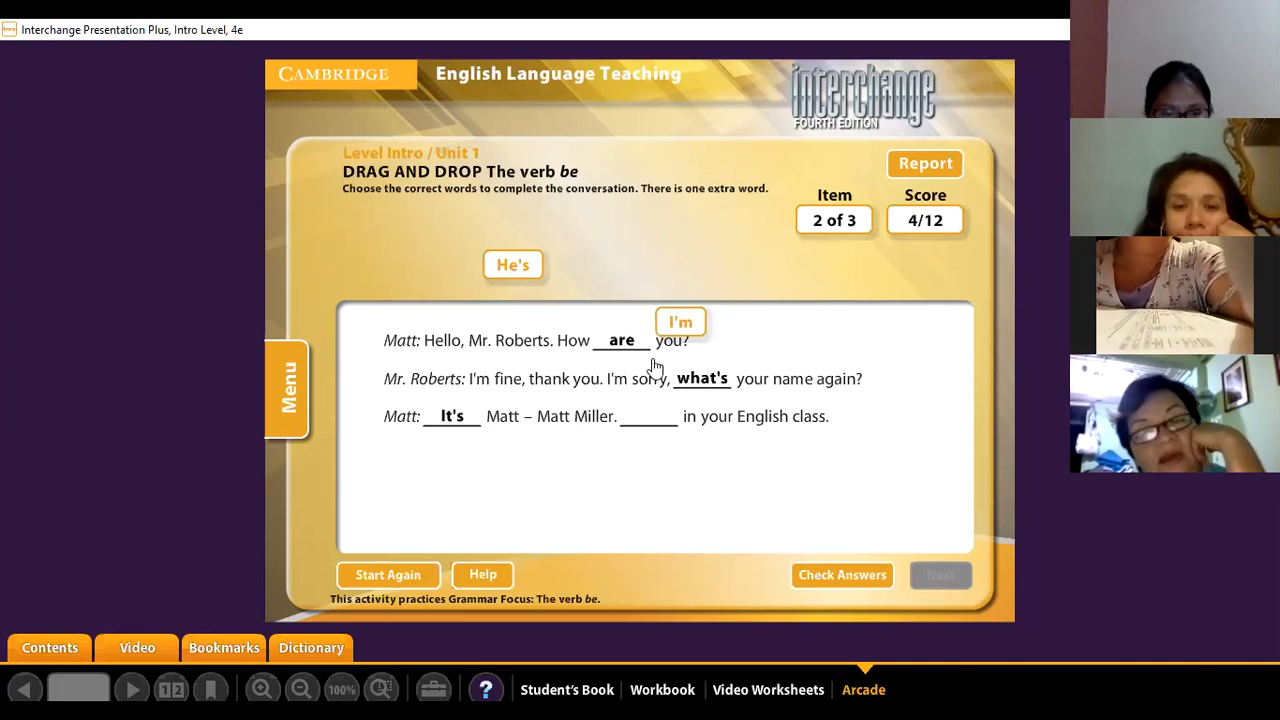 Interchange Presentation Plus, Intro Level, 4e
CAMBRIDGE
English Language Teaching
interchange
FOURTH EDITION
Level Intro / Unit 1
DRAG AND DROP The verb be
Choose the correct words to complete the conversation. There is one extra word.
Report
Item
Score
2 of 3
4/12
He's
I'm
Matt: Hello, Mr. Roberts. How are you?
Mr. Roberts: I'm fine, thank you. I'm sorry, what's your name again?
Matt: It's Matt – Matt Miller. ______ in your English class.
Menu
Start Again
Help
Check Answers
Next
This activity practices Grammar Focus: The verb be.
Contents
Video
Bookmarks
Dictionary
12
100%
?
Student's Book
Workbook
Video Worksheets
Arcade